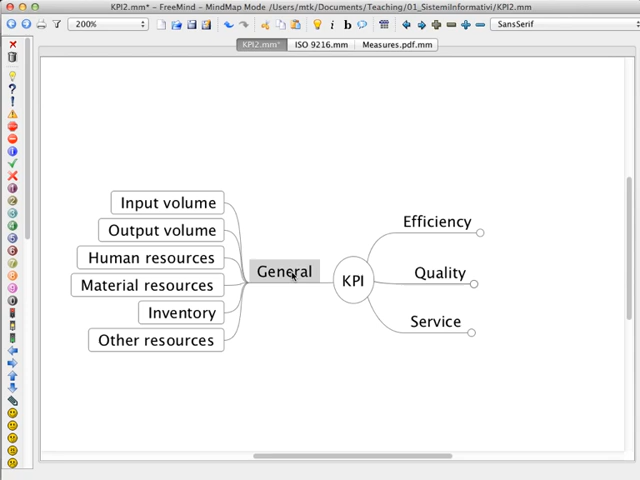 KPI2.mm* - FreeMind - MindMap Mode /Users/mtk/Documents/Teaching/01_SistemiInformativi/KPI2.mm
200%
SansSerif
KPI2.mm*
ISO 9216.mm
Measures.pdf.mm
Input volume
Output volume
Human resources
Material resources
Inventory
Other resources
General
KPI
Efficiency
Quality
Service